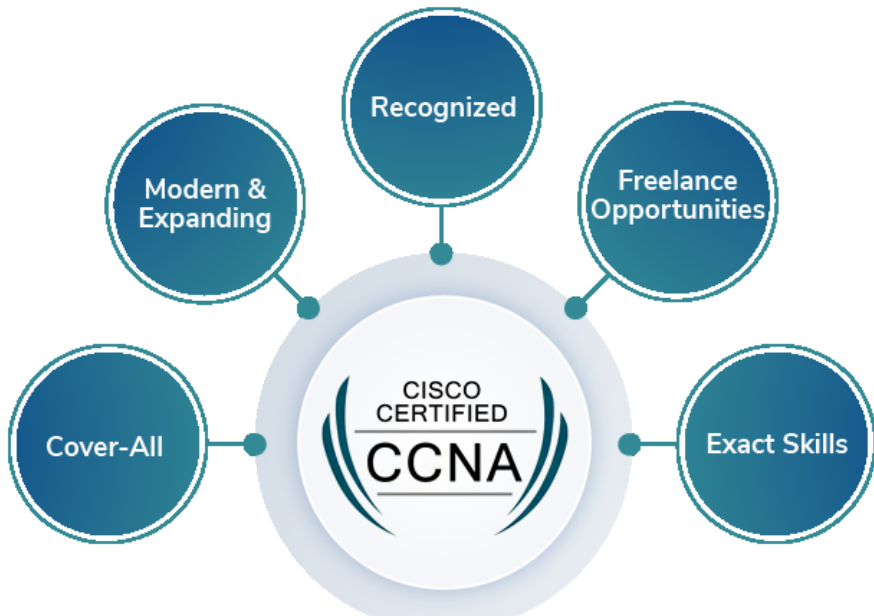 Recognized
Modern &
Expanding
Freelance
Opportunities
Cover-All
Exact Skills
CISCO
CERTIFIED
CCNA